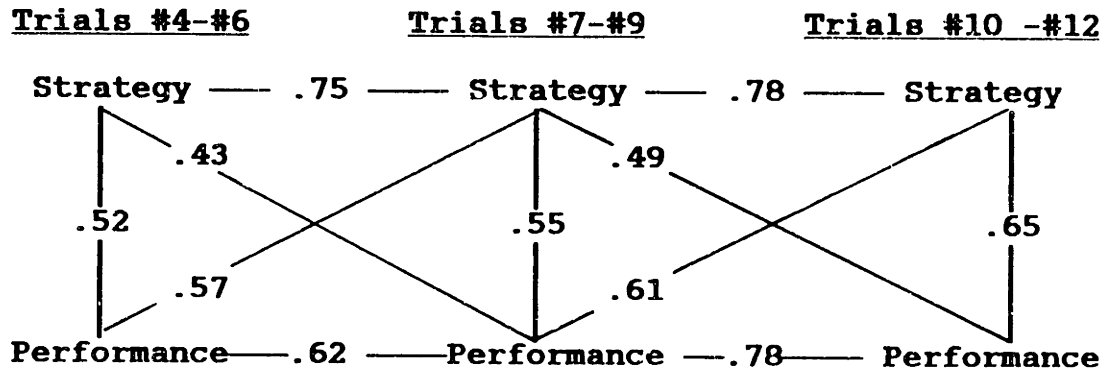 Trials #4-#6 Trials #7-#9 Trials #10 -#12
Strategy .75 Strategy .78 Strategy
.43 .49
.52 .55 .65
.57 .61
Performance .62 Performance .78 Performance